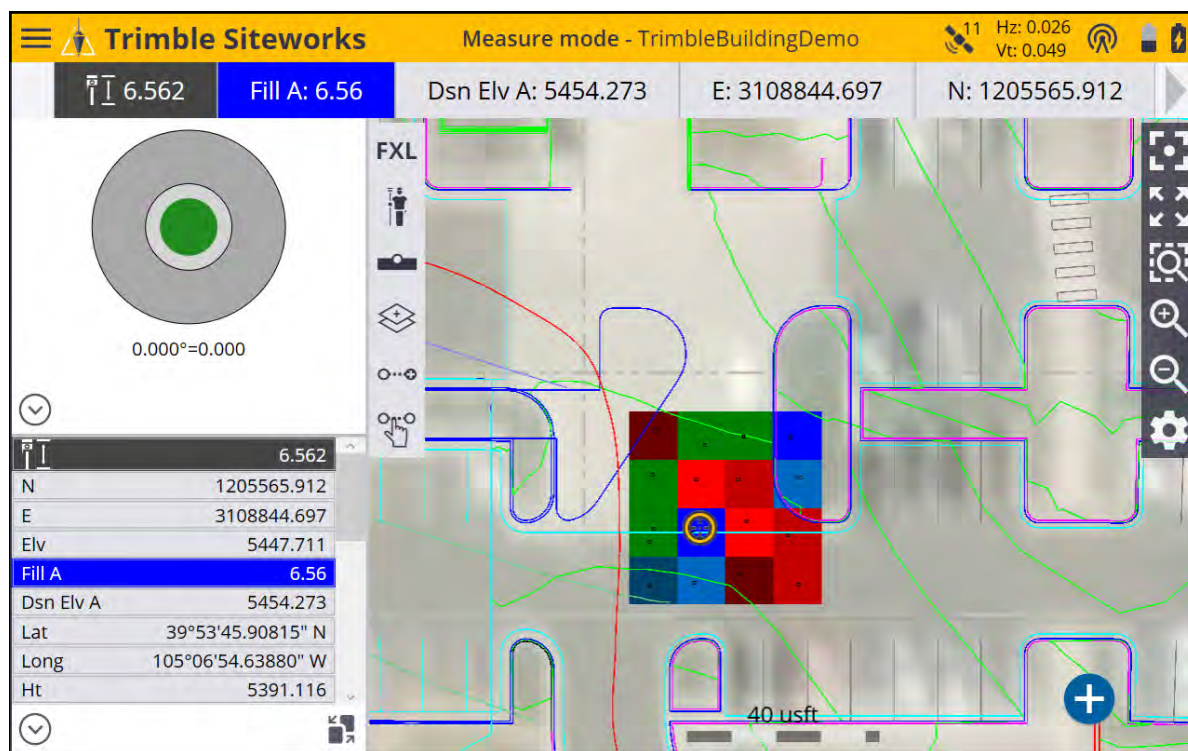 Trimble Siteworks
Measure mode - TrimbleBuildingDemo
11
Hz: 0.026
Vt: 0.049
6.562
Fill A: 6.56
Dsn Elv A: 5454.273
E: 3108844.697
N: 1205565.912
FXL
0.000°=0.000
6.562
N 1205565.912
E 3108844.697
Elv 5447.711
Fill A 6.56
Dsn Elv A 5454.273
Lat 39°53'45.90815" N
Long 105°06'54.63880" W
Ht 5391.116
40 usft